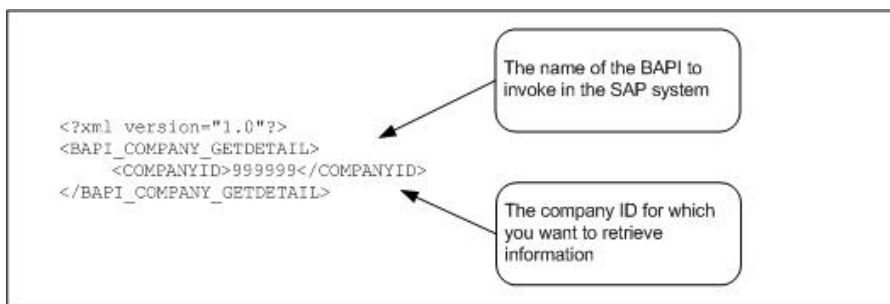 The name of the BAPI to
invoke in the SAP system
<?xml version="1.0"?>
<BAPI_COMPANY_GETDETAIL>
<COMPANYID>999999</COMPANYID>
</BAPI_COMPANY_GETDETAIL>
The company ID for which
you want to retrieve
information